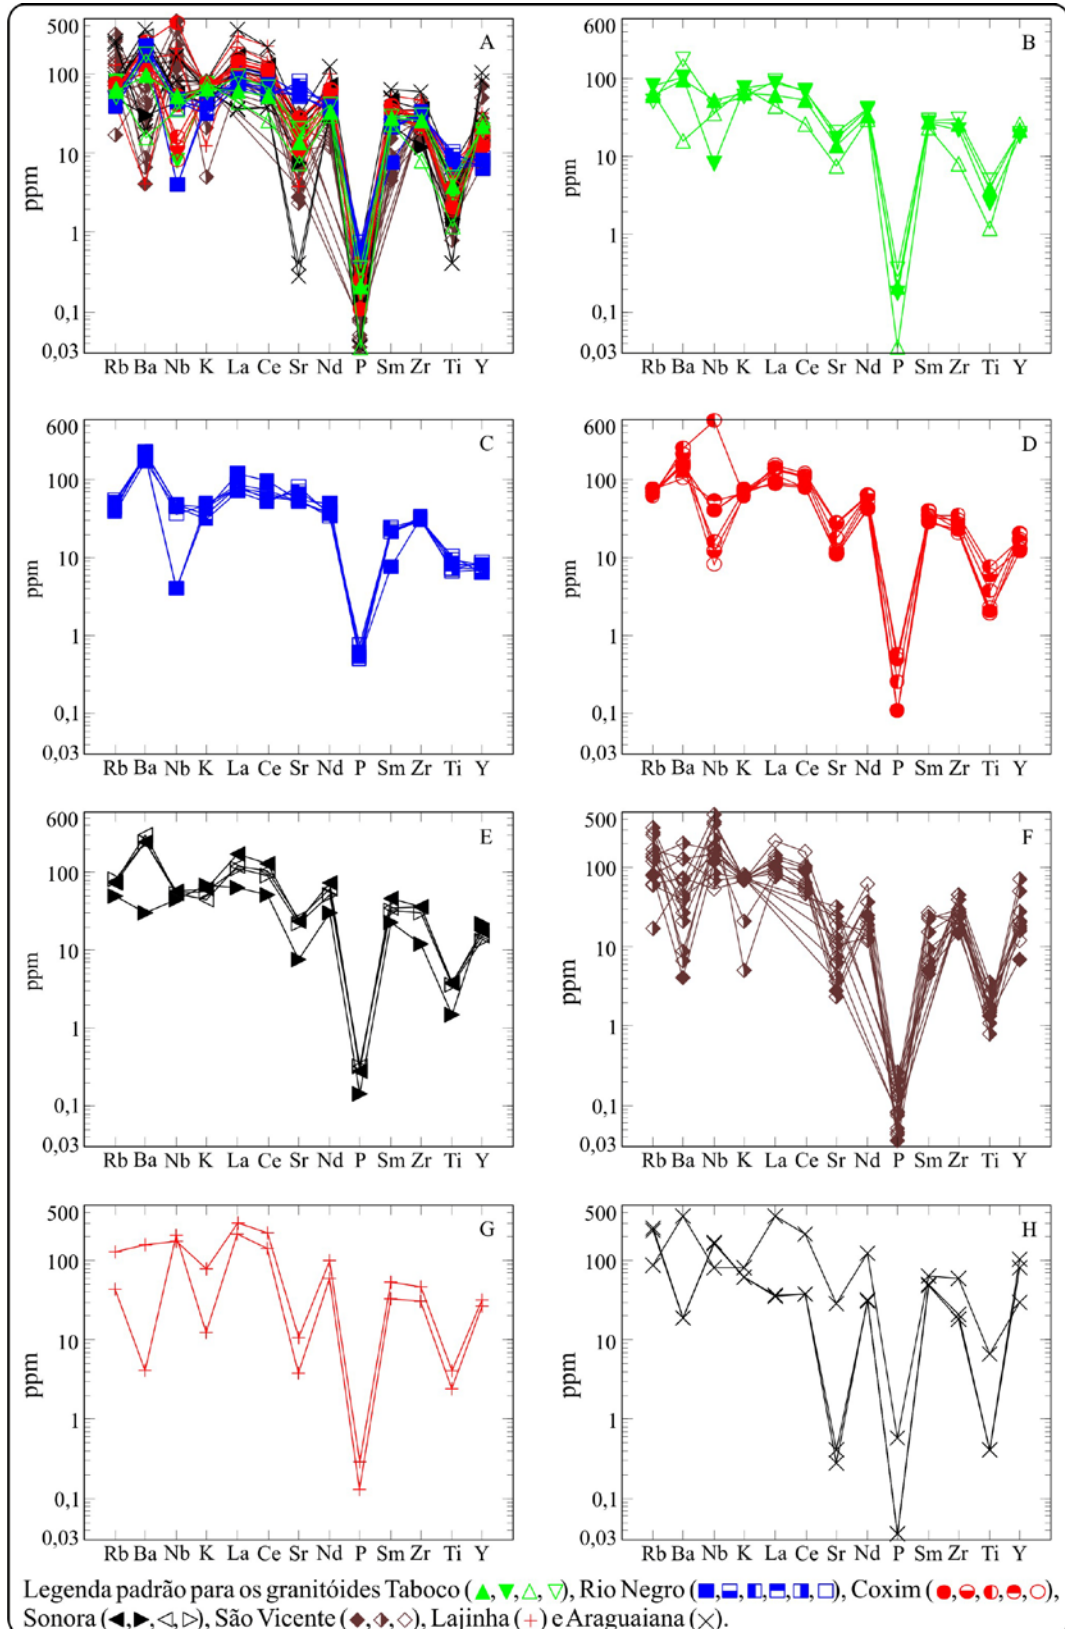 A
ppm
500
100
10
1
0,1
0,03
Rb Ba Nb K La Ce Sr Nd P Sm Zr Ti Y
B
ppm
500
100
10
1
0,1
0,03
Rb Ba Nb K La Ce Sr Nd P Sm Zr Ti Y
C
ppm
600
100
10
1
0,1
0,03
Rb Ba Nb K La Ce Sr Nd P Sm Zr Ti Y
D
ppm
600
100
10
1
0,1
0,03
Rb Ba Nb K La Ce Sr Nd P Sm Zr Ti Y
E
ppm
600
100
10
1
0,1
0,03
Rb Ba Nb K La Ce Sr Nd P Sm Zr Ti Y
F
ppm
500
100
10
1
0,1
0,03
Rb Ba Nb K La Ce Sr Nd P Sm Zr Ti Y
G
ppm
500
100
10
1
0,1
0,03
Rb Ba Nb K La Ce Sr Nd P Sm Zr Ti Y
H
ppm
500
100
10
1
0,1
0,03
Rb Ba Nb K La Ce Sr Nd P Sm Zr Ti Y
Legenda padrão para os granitóides Taboco (▲,▼,△,▽), Rio Negro (■,⬓,◧,⬒,◨,□), Coxim (●,◒,◐,◓,○),
Sonora (◀,▶,◁,▷), São Vicente (◆,⬗,◇), Lajinha (+) e Araguaiana (×).